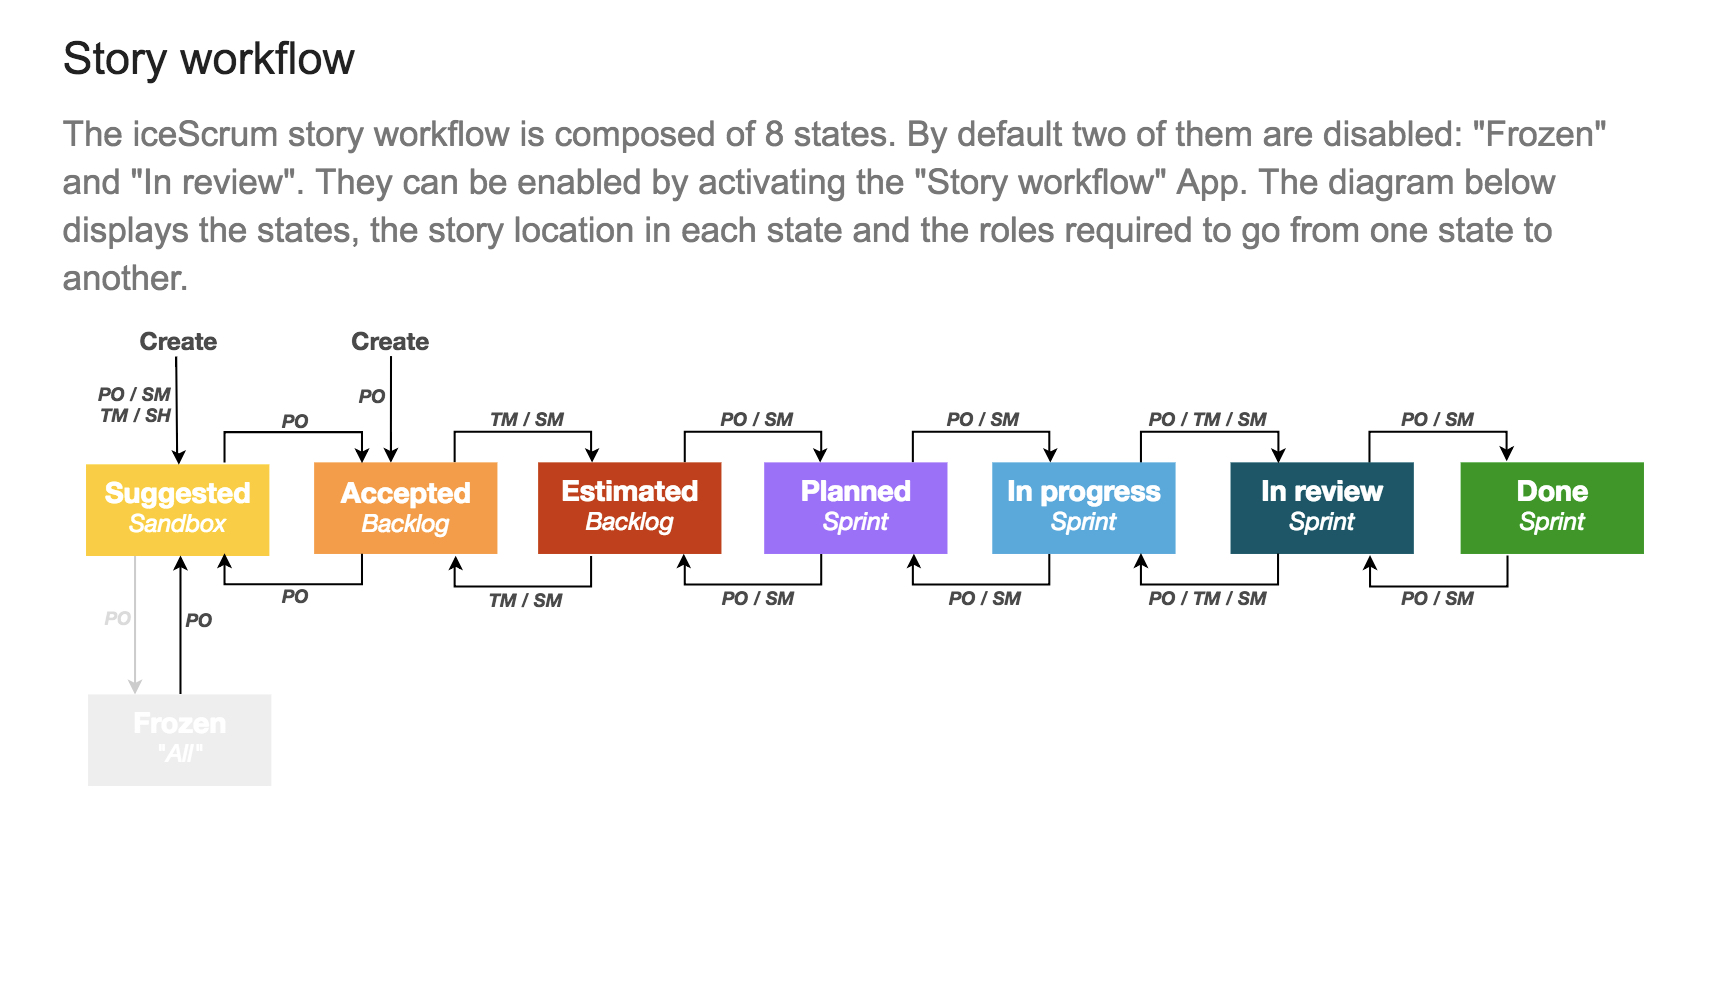 Story workflow
The iceScrum story workflow is composed of 8 states. By default two of them are disabled: "Frozen"
and "In review". They can be enabled by activating the "Story workflow" App. The diagram below
displays the states, the story location in each state and the roles required to go from one state to
another.
Create
Create
PO / SM
TM / SH
PO
PO
TM / SM
PO / SM
PO / SM
PO / TM / SM
PO / SM
Suggested
Sandbox
Accepted
Backlog
Estimated
Backlog
Planned
Sprint
In progress
Sprint
In review
Sprint
Done
Sprint
PO
TM / SM
PO / SM
PO / SM
PO / TM / SM
PO / SM
PO
PO
Frozen
"All"